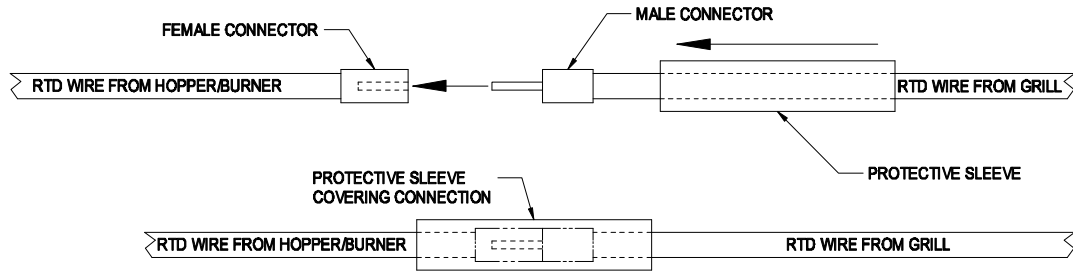 MALE CONNECTOR
FEMALE CONNECTOR
RTD WIRE FROM HOPPER/BURNER
RTD WIRE FROM GRILL
PROTECTIVE SLEEVE
PROTECTIVE SLEEVE
COVERING CONNECTION
RTD WIRE FROM HOPPER/BURNER
RTD WIRE FROM GRILL